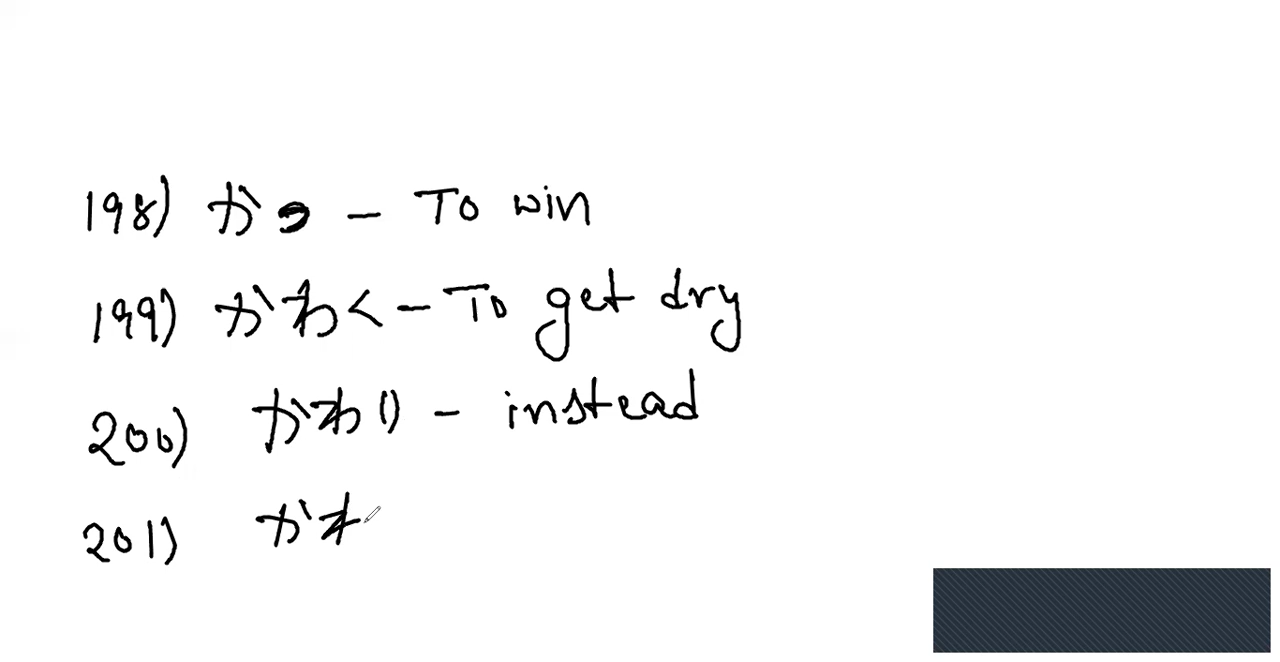 198) かつ - To win
199) かわく - To get dry
200) かわり - instead
201) か